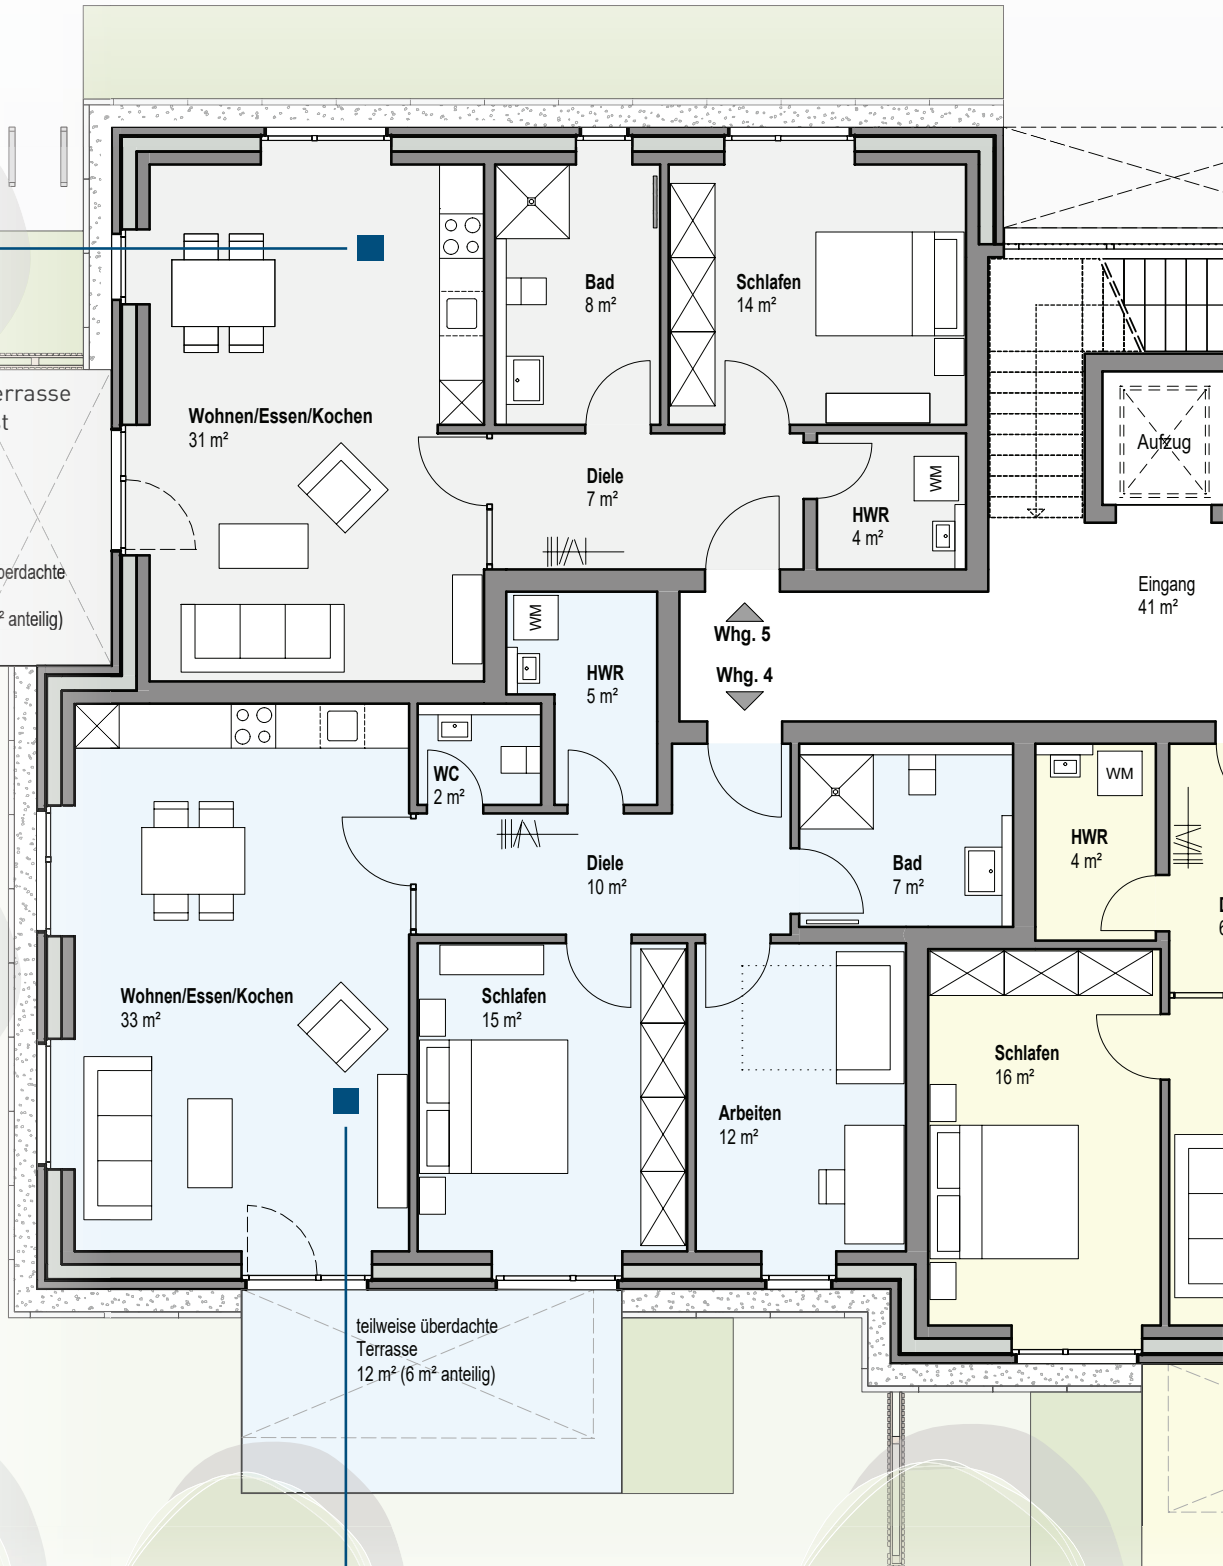 Bad
8 m²
Schlafen
14 m²
st
Wohnen/Essen/Kochen
31 m²
Aufzug
Diele
7 m²
WM
HWR
4 m²
anteilig)
Eingang
41 m²
WM
Whg. 5
Whg. 4
HWR
5 m²
WC
2 m²
WM
HWR
4 m²
Diele
10 m²
Bad
7 m²
Wohnen/Essen/Kochen
33 m²
Schlafen
15 m²
Schlafen
16 m²
Arbeiten
12 m²
teilweise überdachte
Terrasse
12 m² (6 m² anteilig)